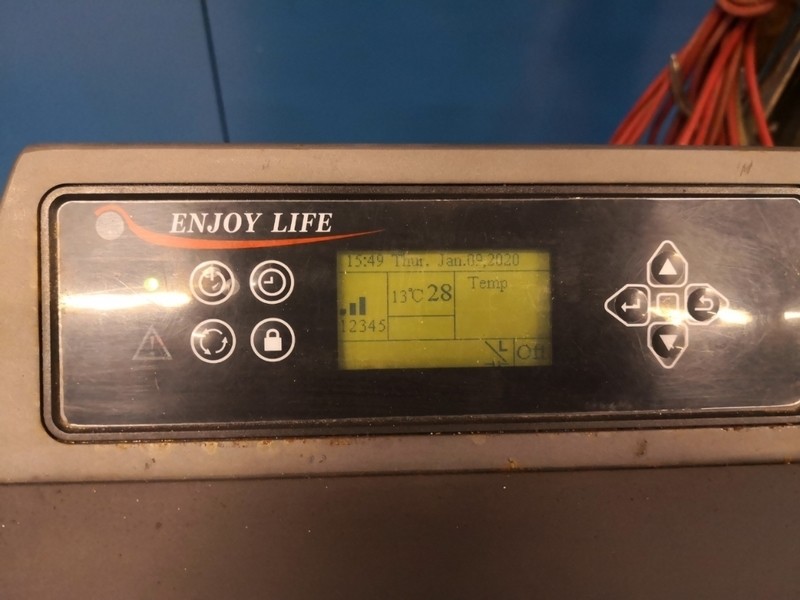 ENJOY LIFE
15:49 Thur. Jan.09,2020
13°C 28
Temp
12345
Off